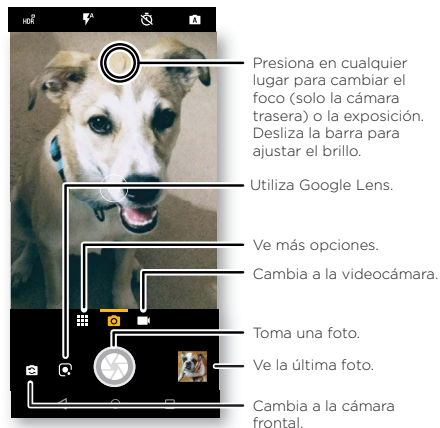 HDR P
A
A
Presiona en cualquier
lugar para cambiar el
foco (solo la cámara
trasera) o la exposición.
Desliza la barra para
ajustar el brillo.
Utiliza Google Lens.
Ve más opciones.
Cambia a la videocámara.
Toma una foto.
Ve la última foto.
Cambia a la cámara
frontal.